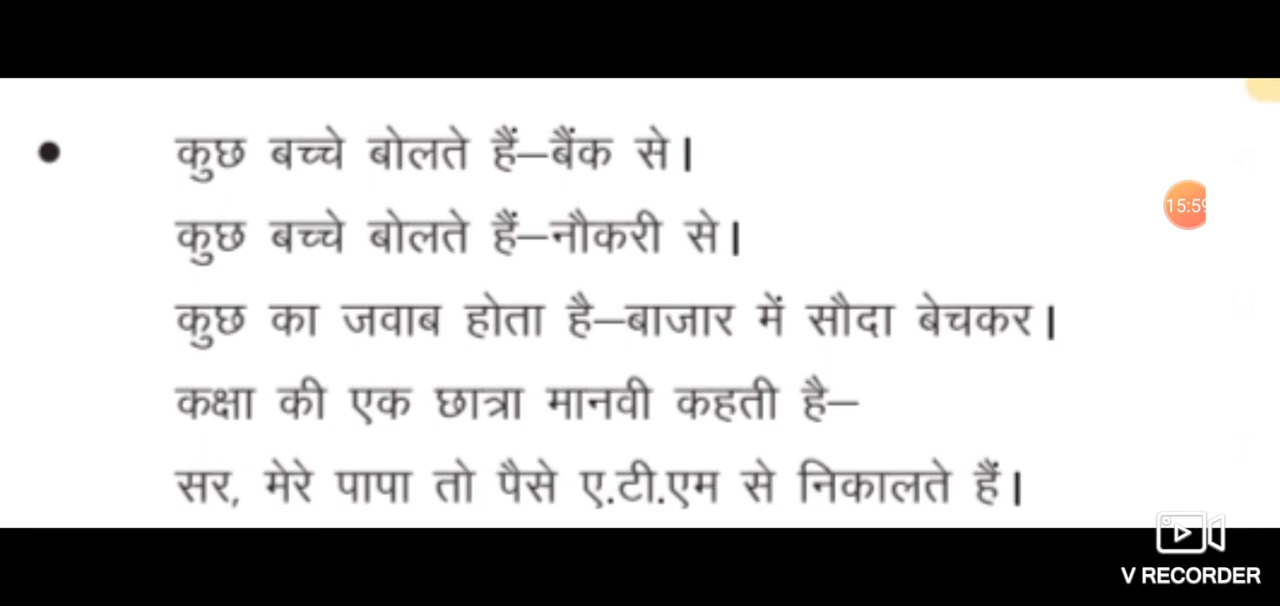 • कुछ बच्चे बोलते हैं–बैंक से।
15:59
कुछ बच्चे बोलते हैं–नौकरी से।
कुछ का जवाब होता है–बाजार में सौदा बेचकर।
कक्षा की एक छात्रा मानवी कहती है–
सर, मेरे पापा तो पैसे ए.टी.एम से निकालते हैं।
V RECORDER